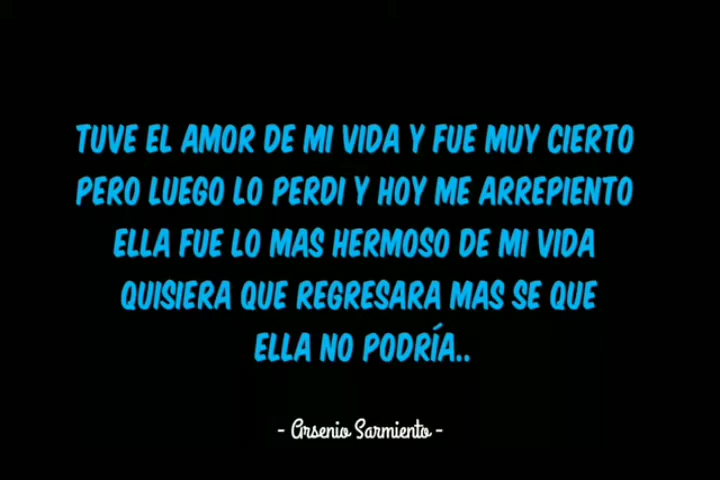 TUVE EL AMOR DE MI VIDA Y FUE MUY CIERTO
PERO LUEGO LO PERDI Y HOY ME ARREPIENTO
ELLA FUE LO MAS HERMOSO DE MI VIDA
QUISIERA QUE REGRESARA MAS SE QUE
ELLA NO PODRÍA..
- Arsenio Sarmiento -